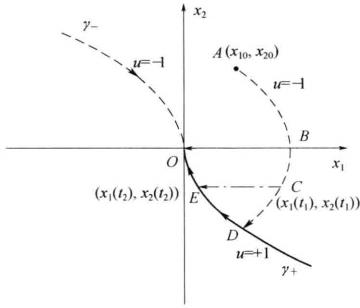 x₂
γ₋
u=-1
A(x₁₀, x₂₀)
u=-1
B
O
x₁
(x₁(t₂), x₂(t₂))
E
C
(x₁(t₁), x₂(t₁))
D
u=+1
γ₊